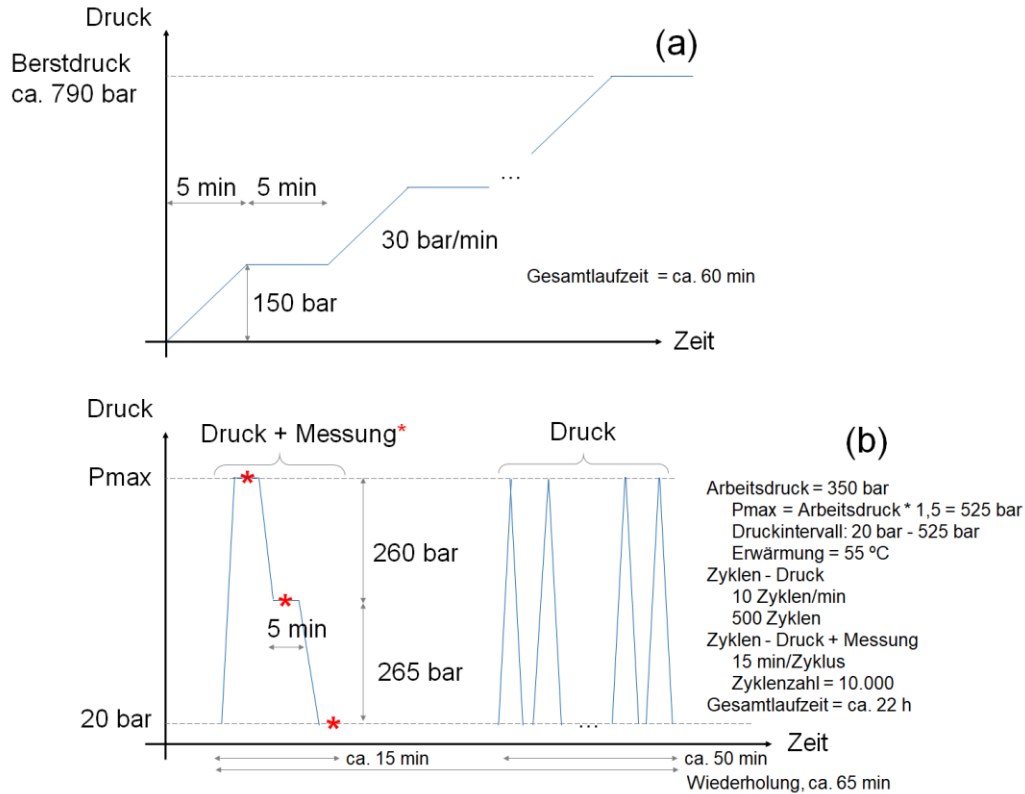 Druck
(a)
Berstdruck
ca. 790 bar
...
5 min
5 min
30 bar/min
Gesamtlaufzeit = ca. 60 min
150 bar
Zeit
Druck
Druck + Messung*
Druck
(b)
Pmax
*
Arbeitsdruck = 350 bar
Pmax = Arbeitsdruck * 1,5 = 525 bar
Druckintervall: 20 bar - 525 bar
Erwärmung = 55 ºC
Zyklen - Druck
10 Zyklen/min
500 Zyklen
Zyklen - Druck + Messung
15 min/Zyklus
Zyklenzahl = 10.000
Gesamtlaufzeit = ca. 22 h
260 bar
*
5 min
265 bar
20 bar
*
...
Zeit
ca. 15 min
ca. 50 min
Wiederholung, ca. 65 min